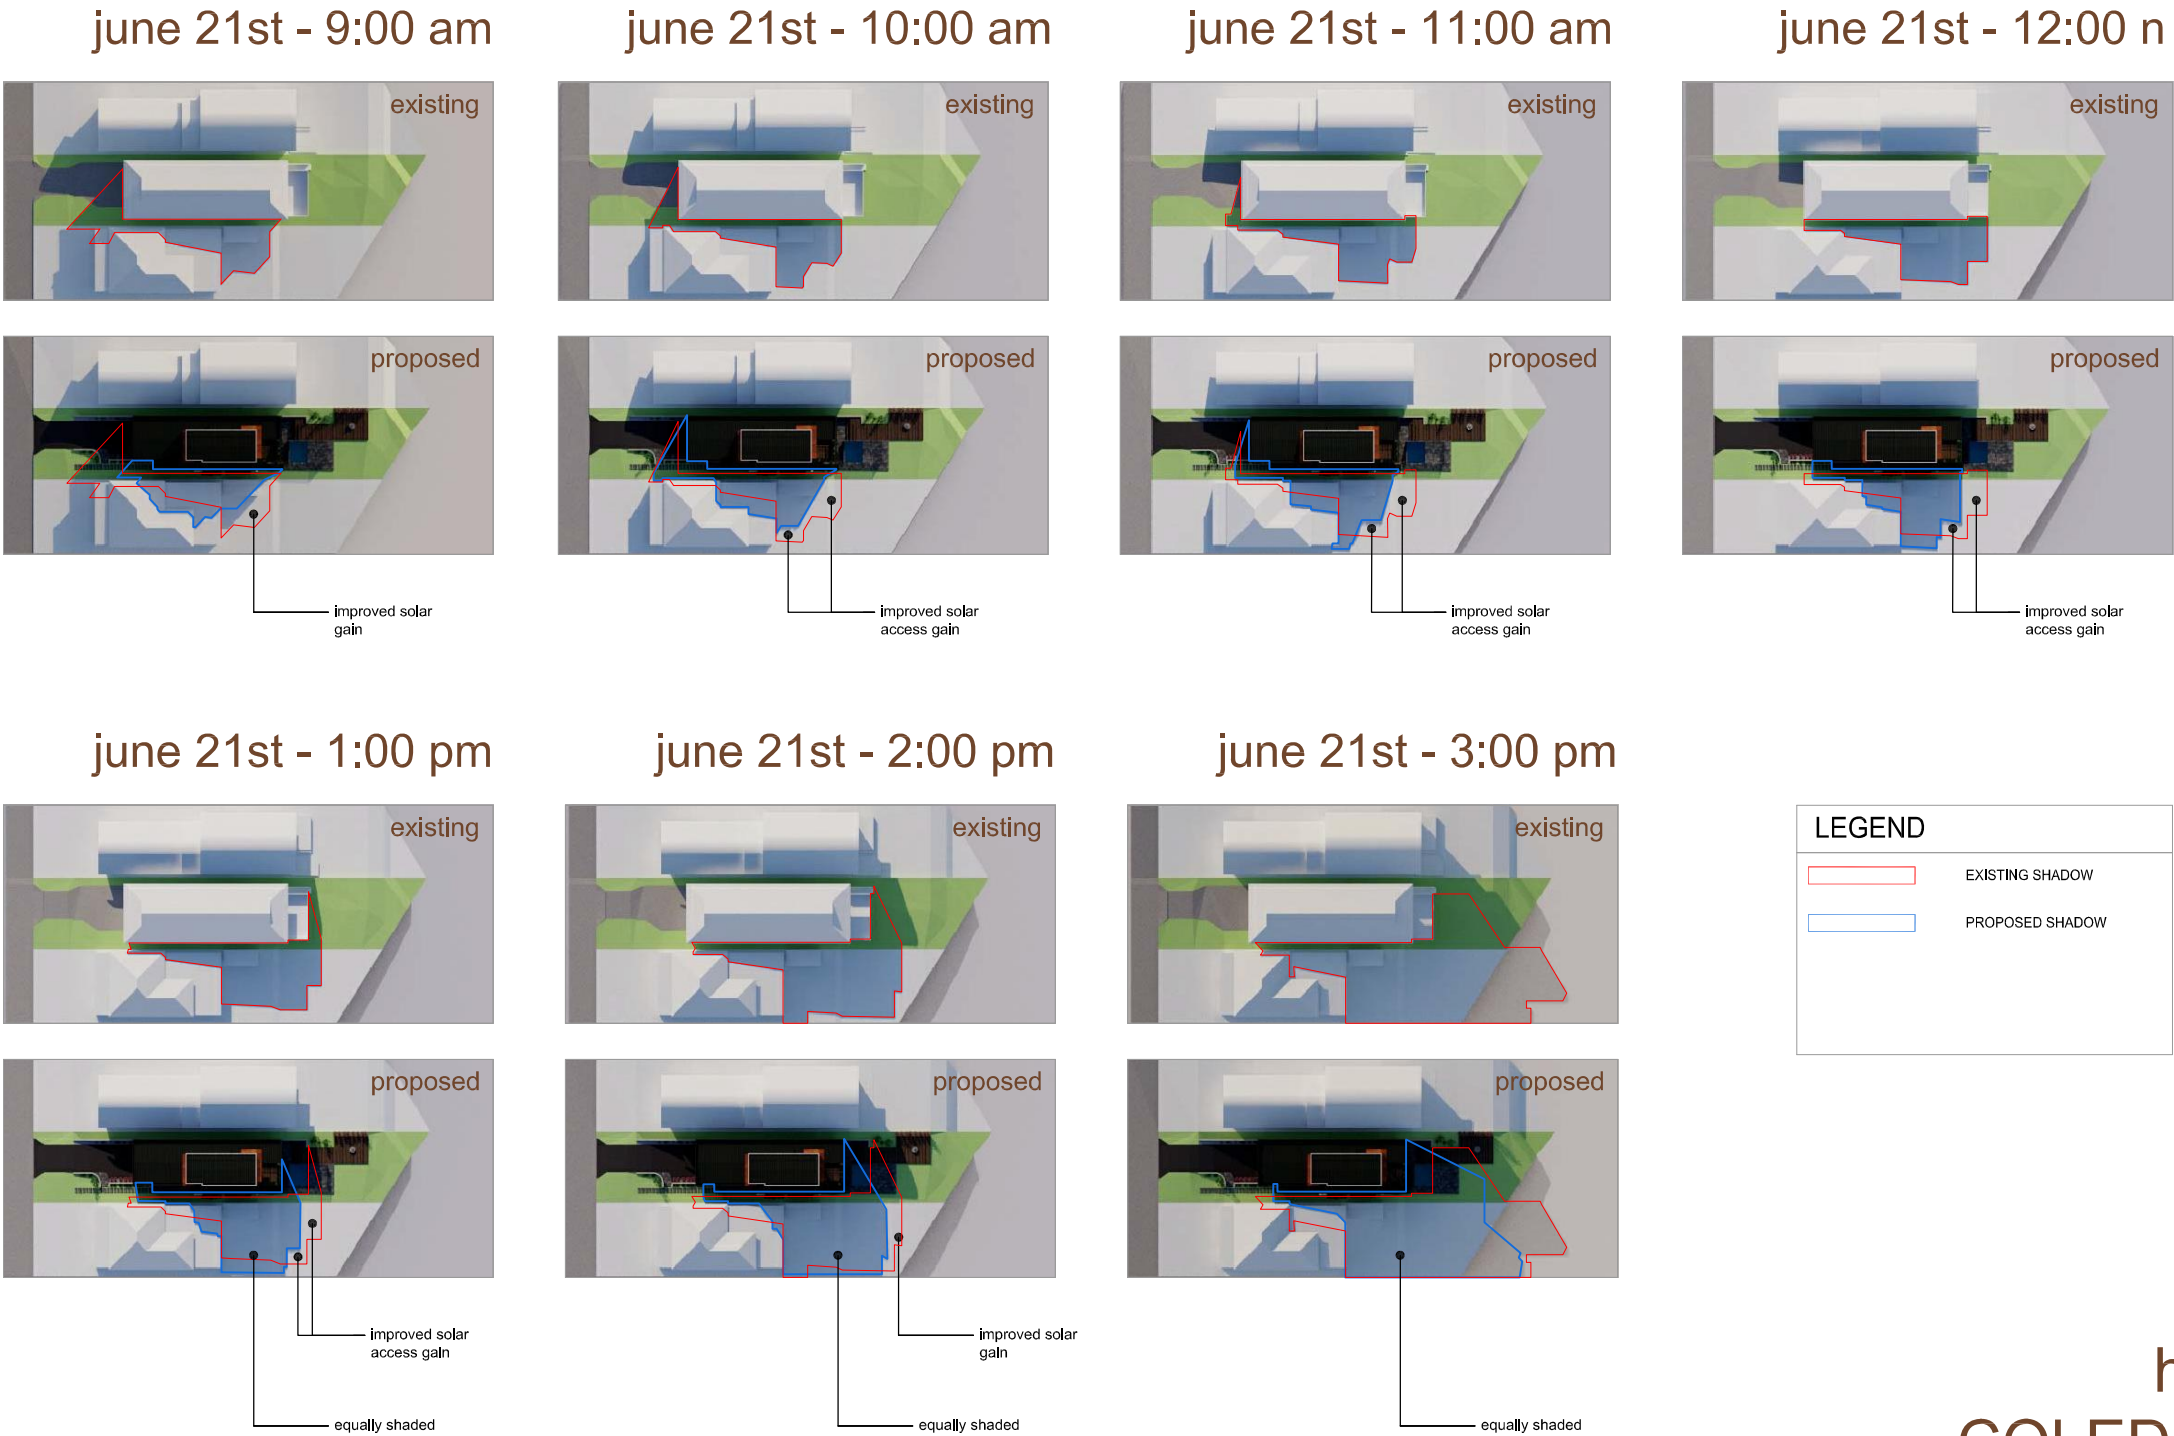 june 21st - 9:00 am
june 21st - 10:00 am
june 21st - 11:00 am
june 21st - 12:00 n
existing
existing
existing
existing
proposed
proposed
proposed
proposed
improved solar
gain
improved solar
access gain
improved solar
access gain
improved solar
access gain
june 21st - 1:00 pm
june 21st - 2:00 pm
june 21st - 3:00 pm
existing
existing
existing
LEGEND
EXISTING SHADOW
PROPOSED SHADOW
proposed
proposed
proposed
improved solar
access gain
improved solar
gain
equally shaded
equally shaded
equally shaded
h